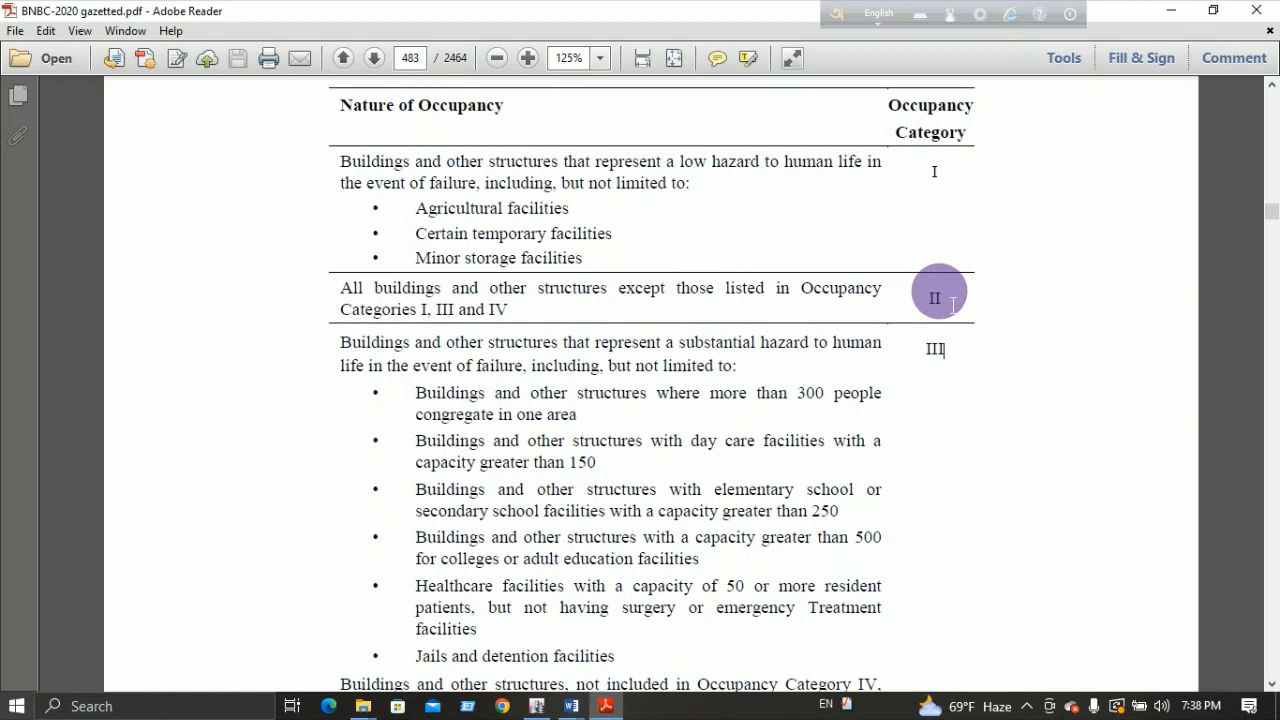 BNBC-2020 gazetted.pdf - Adobe Reader
English
File Edit View Window Help
Open 483 / 2464 125% Tools Fill & Sign Comment
Nature of Occupancy Occupancy
Category
Buildings and other structures that represent a low hazard to human life in I
the event of failure, including, but not limited to:
• Agricultural facilities
• Certain temporary facilities
• Minor storage facilities
All buildings and other structures except those listed in Occupancy II
Categories I, III and IV
Buildings and other structures that represent a substantial hazard to human III
life in the event of failure, including, but not limited to:
• Buildings and other structures where more than 300 people
congregate in one area
• Buildings and other structures with day care facilities with a
capacity greater than 150
• Buildings and other structures with elementary school or
secondary school facilities with a capacity greater than 250
• Buildings and other structures with a capacity greater than 500
for colleges or adult education facilities
• Healthcare facilities with a capacity of 50 or more resident
patients, but not having surgery or emergency Treatment
facilities
• Jails and detention facilities
Buildings and other structures, not included in Occupancy Category IV,
Search EN 69°F Haze 7:38 PM